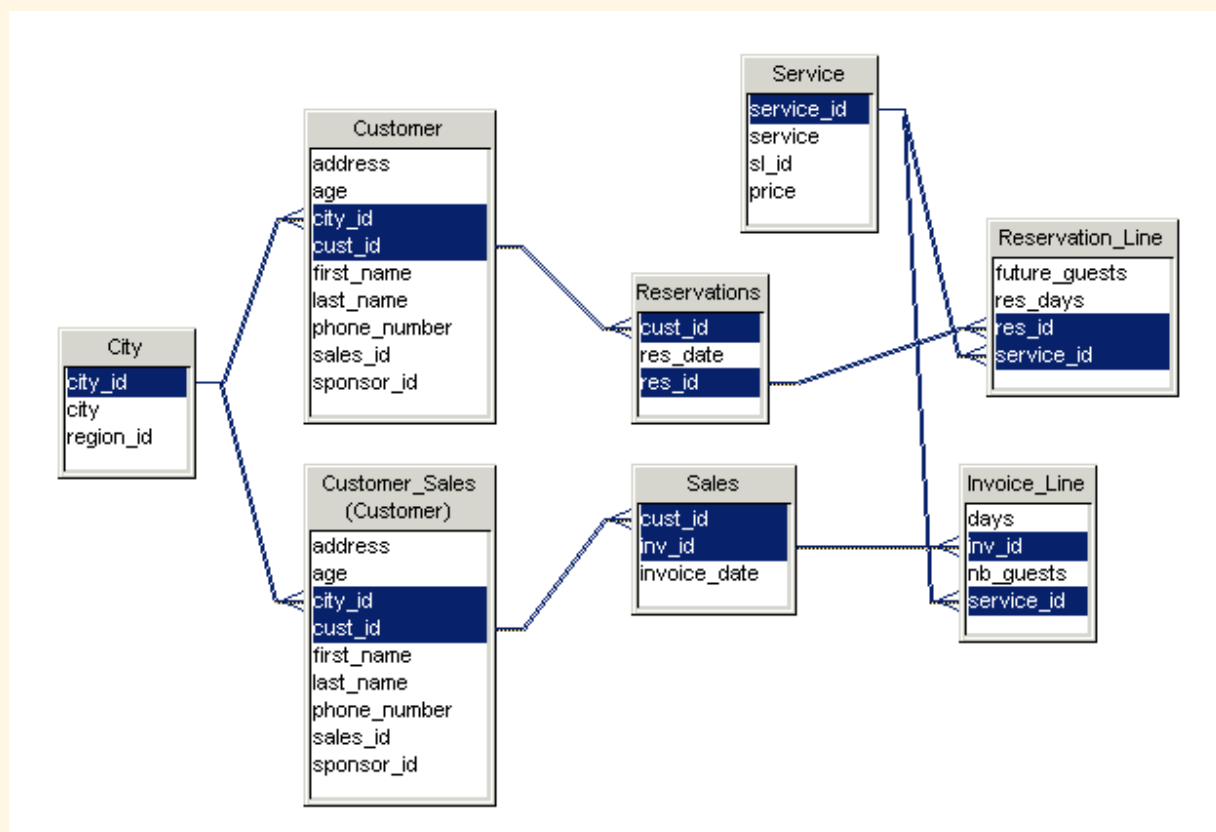 City
city_id
city
region_id
Customer
address
age
city_id
cust_id
first_name
last_name
phone_number
sales_id
sponsor_id
Customer_Sales
(Customer)
address
age
city_id
cust_id
first_name
last_name
phone_number
sales_id
sponsor_id
Reservations
cust_id
res_date
res_id
Sales
cust_id
inv_id
invoice_date
Service
service_id
service
sl_id
price
Reservation_Line
future_guests
res_days
res_id
service_id
Invoice_Line
days
inv_id
nb_guests
service_id